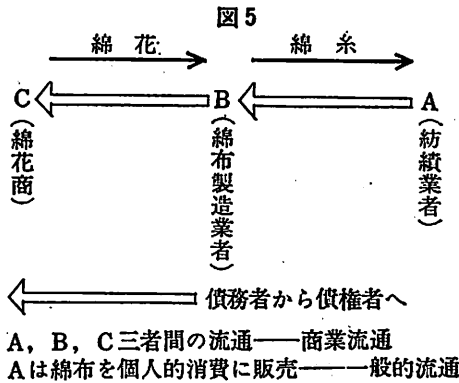 図5
綿花 綿糸
C B A
(綿花商) (綿布製造業者) (紡績業者)
債務者から債権者へ
A, B, C三者間の流通——商業流通
Aは綿布を個人的消費に販売——一般的流通